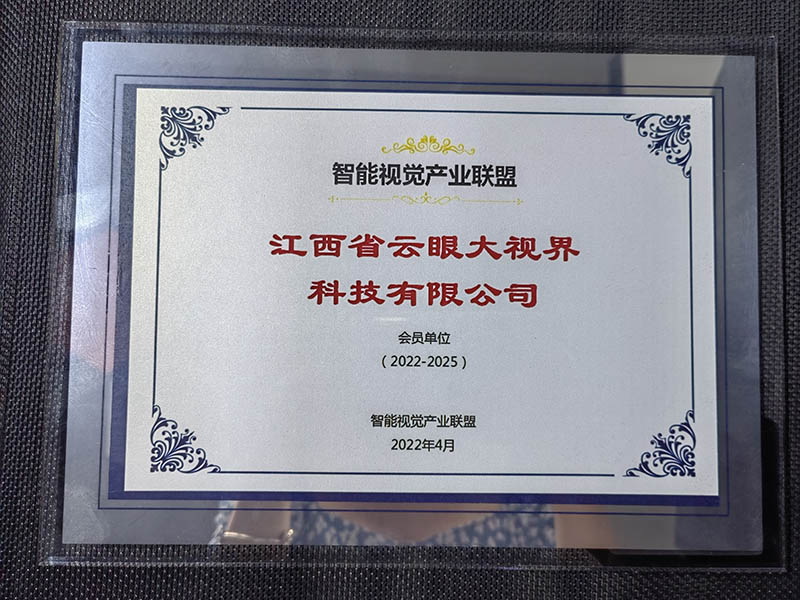 智能视觉产业联盟
江西省云眼大视界
科技有限公司
会员单位
（2022-2025）
智能视觉产业联盟
2022年4月